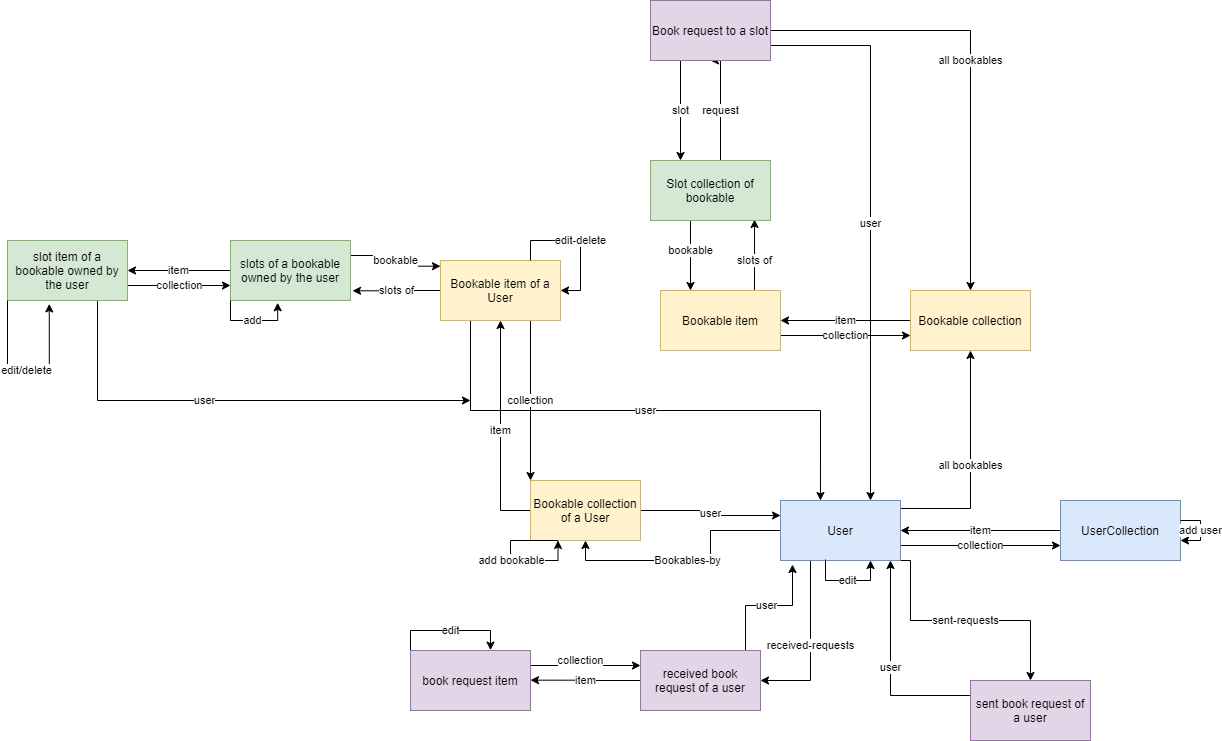 Book request to a slot
all bookables
slot
request
Slot collection of
bookable
user
bookable
slots of
slot item of a
bookable owned by
the user
item
collection
slots of a bookable
owned by the user
add
bookable
slots of
edit-delete
Bookable item of a
User
Bookable item
item
collection
Bookable collection
edit/delete
user
collection
user
item
all bookables
Bookable collection
of a User
user
add bookable
Bookables-by
User
item
collection
UserCollection
add user
edit
user
received-requests
sent-requests
edit
book request item
collection
item
received book
request of a user
user
sent book request of
a user